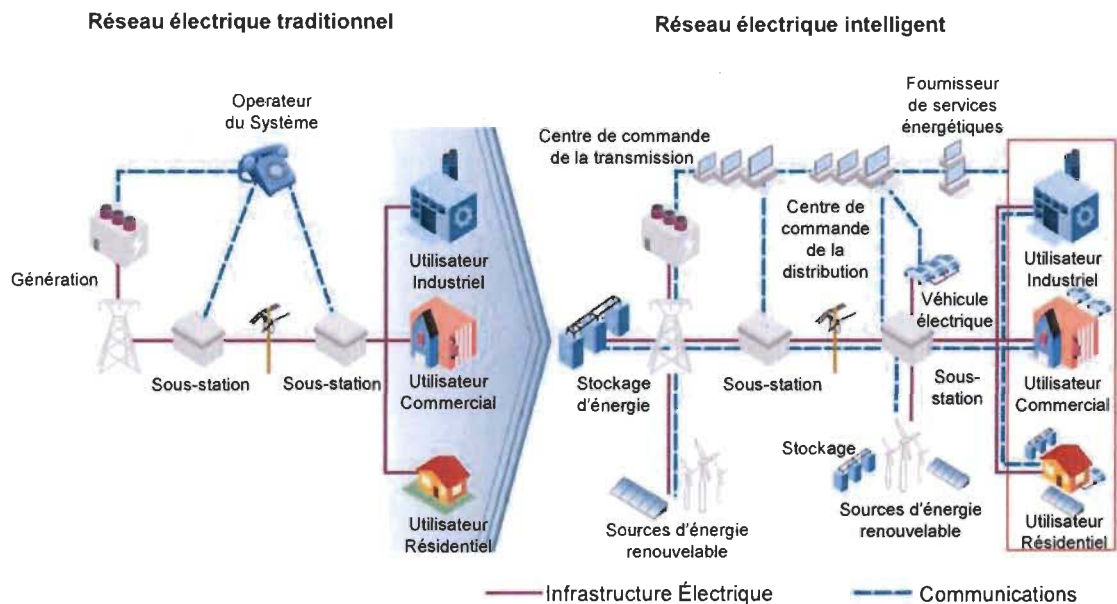 Réseau électrique traditionnel
Réseau électrique intelligent
Operateur
du Système
Génération
Sous-station
Sous-station
Utilisateur
Industriel
Utilisateur
Commercial
Utilisateur
Résidentiel
Centre de commande
de la transmission
Fournisseur
de services
énergétiques
Centre de
commande
de la
distribution
Véhicule
électrique
Stockage
d'énergie
Sous-station
Sous-
station
Stockage
Sources d'énergie
renouvelable
Sources d'énergie
renouvelable
Utilisateur
Industriel
Utilisateur
Commercial
Utilisateur
Résidentiel
Infrastructure Électrique
Communications